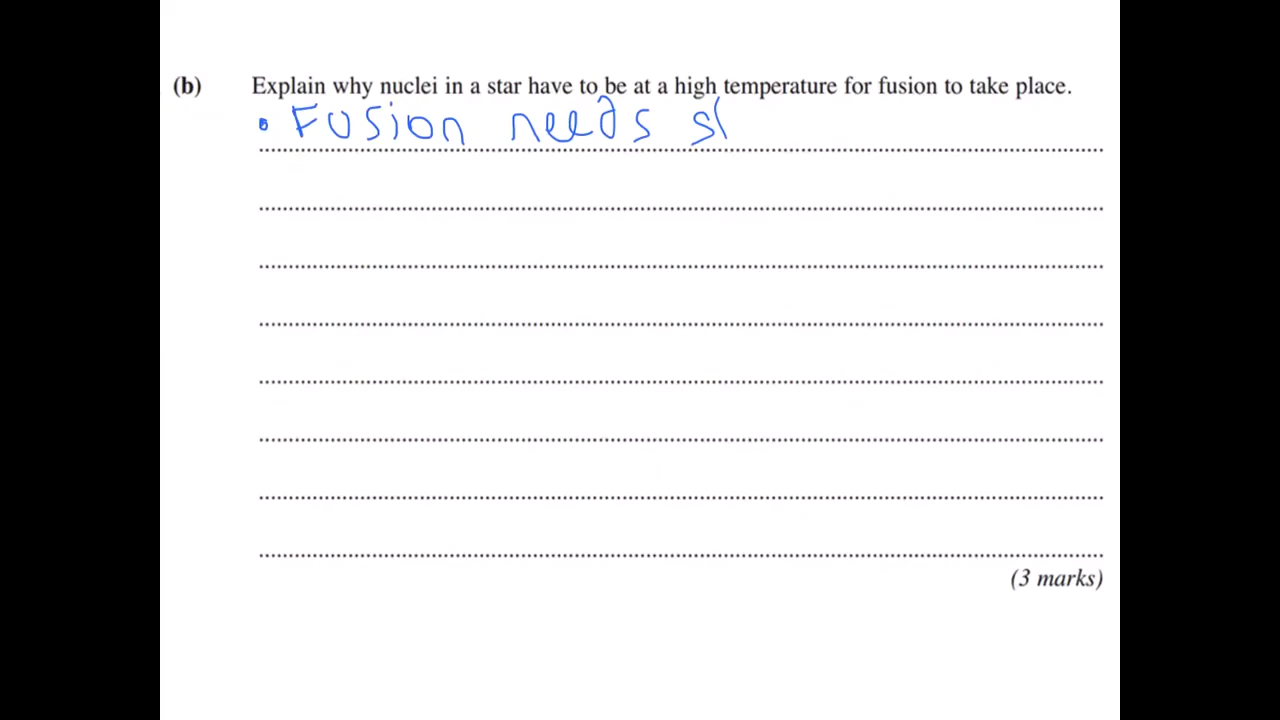 (b) Explain why nuclei in a star have to be at a high temperature for fusion to take place.
• Fusion needs
(3 marks)